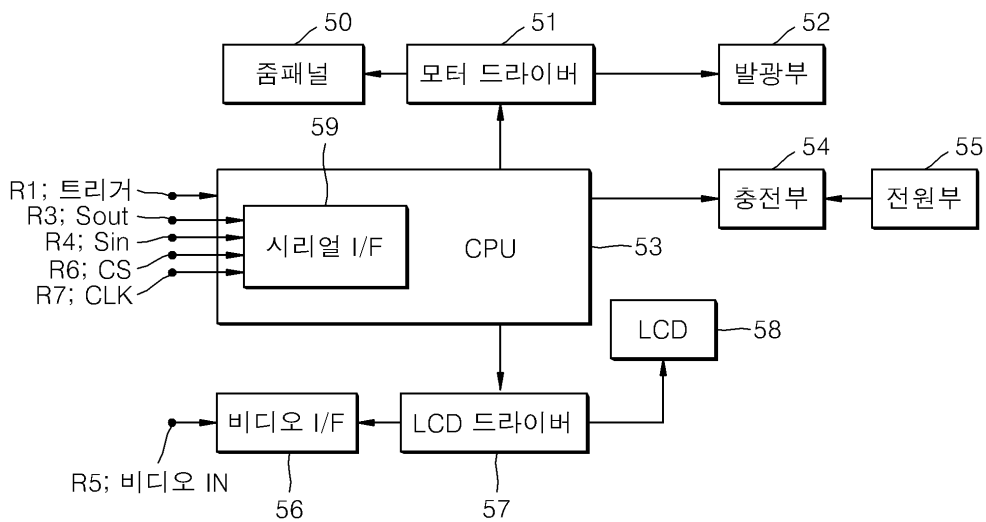 50
51
52
줌패널
모터 드라이버
발광부
59
54
55
R1; 트리거
R3; Sout
R4; Sin
R6; CS
R7; CLK
시리얼 I/F
CPU
53
충전부
전원부
LCD
58
비디오 I/F
LCD 드라이버
R5; 비디오 IN
56
57